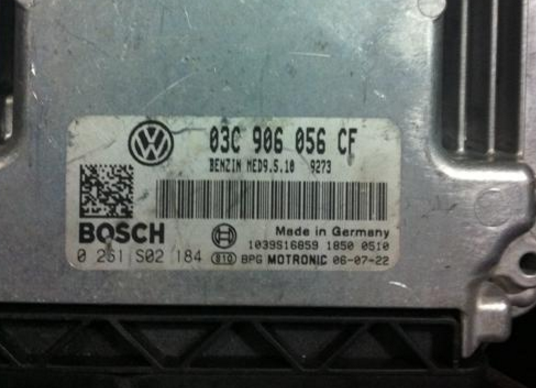 03C 906 056 CF
BENZIN MED9.5.10 9273
BOSCH
Made in Germany
1039S16859 1850 0510
0 261 S02 184
810 BPG MOTRONIC 06-07-22